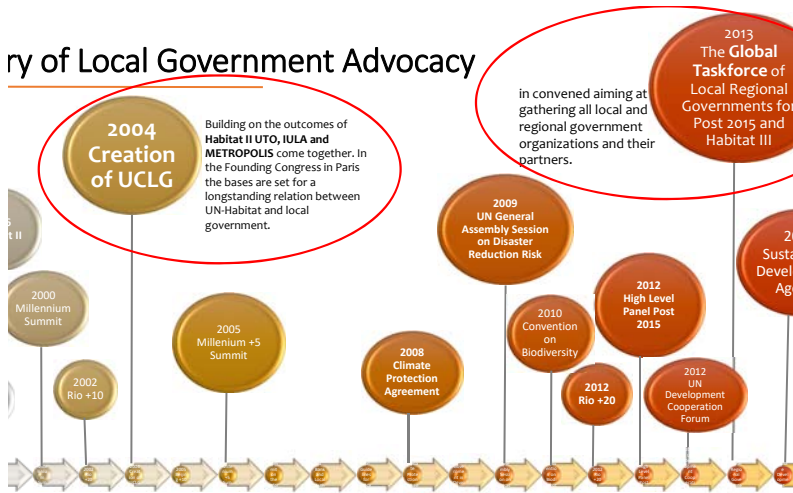 ry of Local Government Advocacy
2004
Creation
of UCLG
Building on the outcomes of
Habitat II UTO, IULA and
METROPOLIS come together. In
the Founding Congress in Paris
the bases are set for a
longstanding relation between
UN-Habitat and local
government.
in convened aiming at
gathering all local and
regional government
organizations and their
partners.
2013
The Global
Taskforce of
Local Regional
Governments for
Post 2015 and
Habitat III
t II
2000
Millennium
Summit
2002
Rio +10
2005
Millenium +5
Summit
2008
Climate
Protection
Agreement
2009
UN General
Assembly Session
on Disaster
Reduction Risk
2010
Convention
on
Biodiversity
2012
High Level
Panel Post
2015
2012
Rio +20
2012
UN
Development
Cooperation
Forum
20
Susta
Develo
Ag